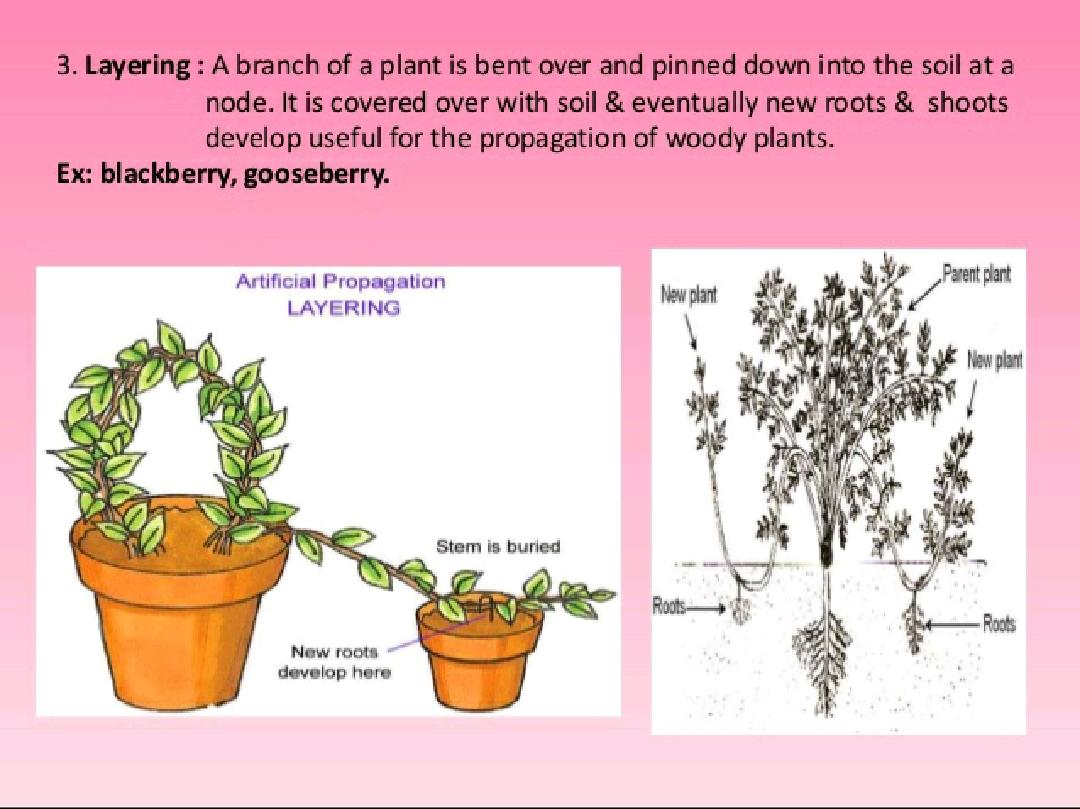 3. Layering : A branch of a plant is bent over and pinned down into the soil at a
node. It is covered over with soil & eventually new roots & shoots
develop useful for the propagation of woody plants.
Ex: blackberry, gooseberry.
Artificial Propagation
LAYERING
Stem is buried
New roots
develop here
Parent plant
New plant
New plant
Roots
Roots